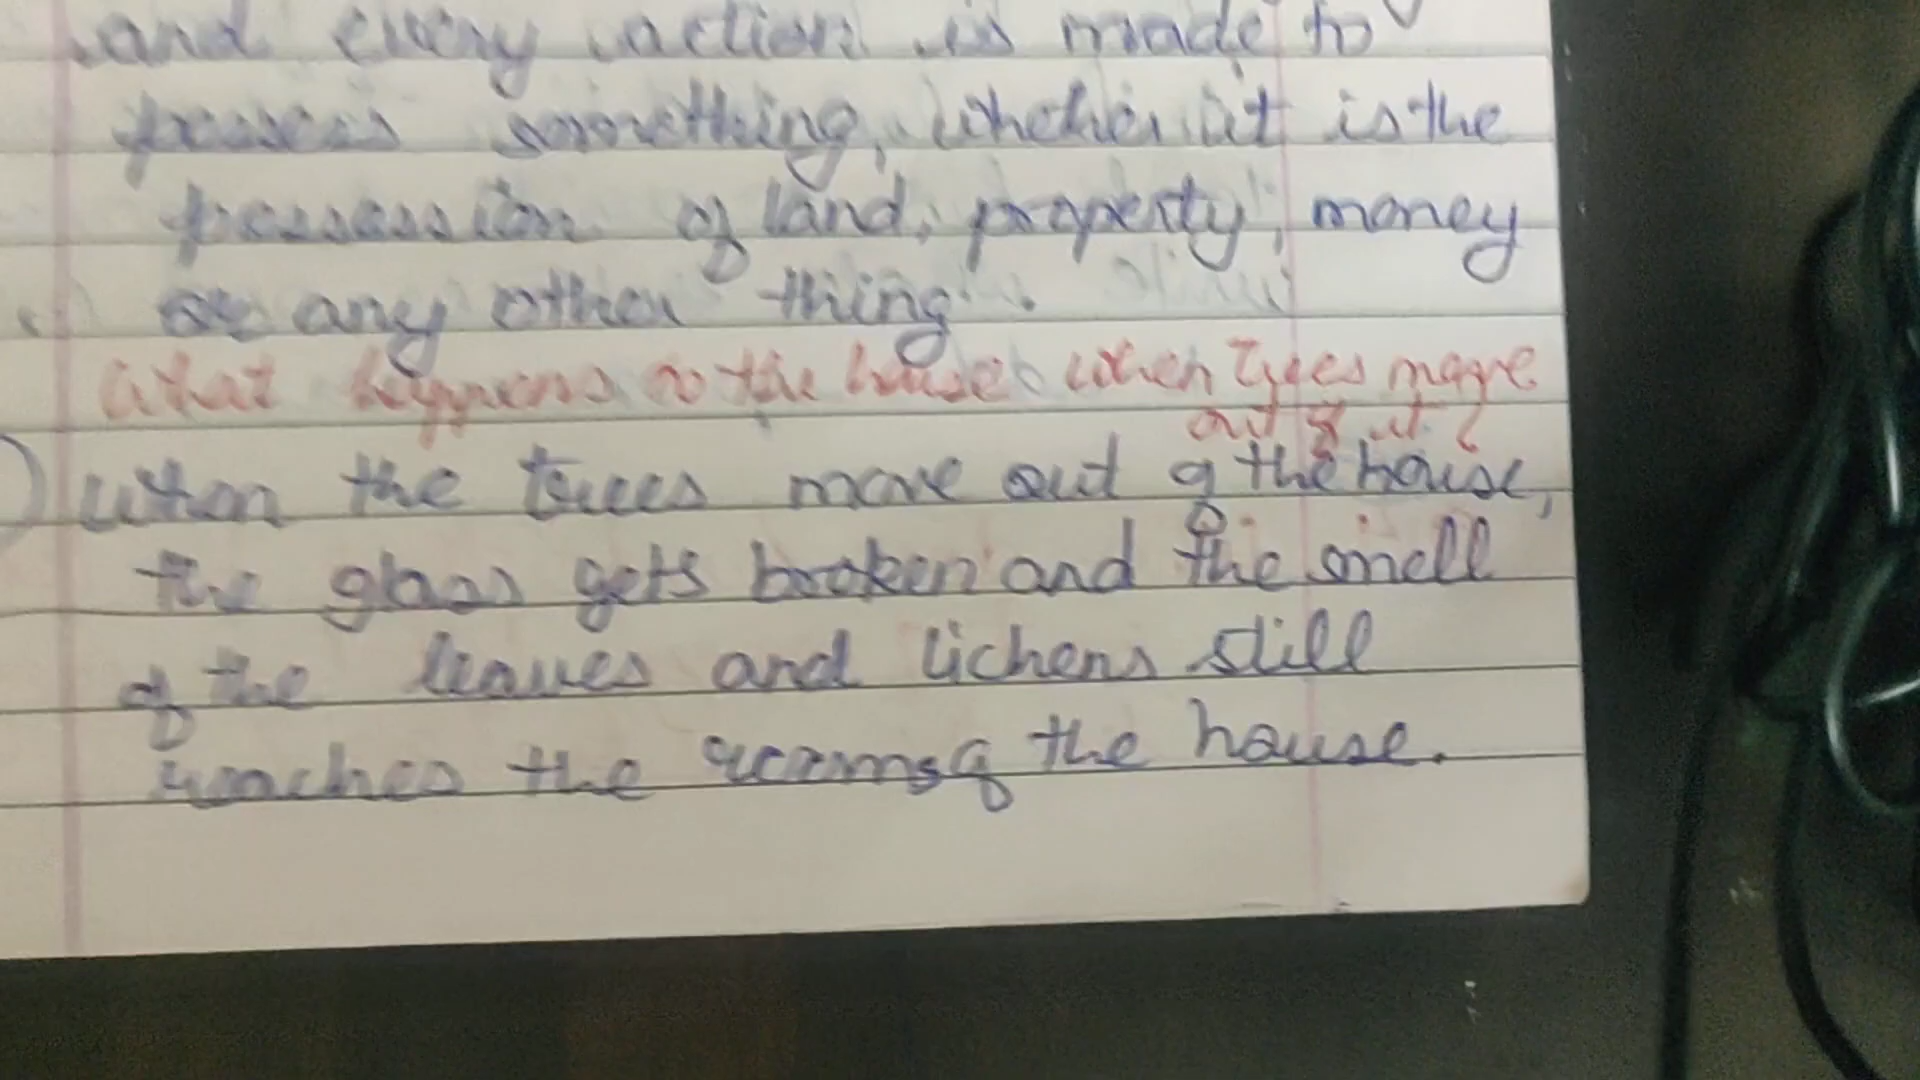 and every action is made to
possess something, whether it is the
possession of land, property, money
or any other thing.
What happens to the house when Trees move
out of it?
When the trees move out of the house,
the glass gets broken and the smell
of the leaves and lichens still
reaches the rooms of the house.